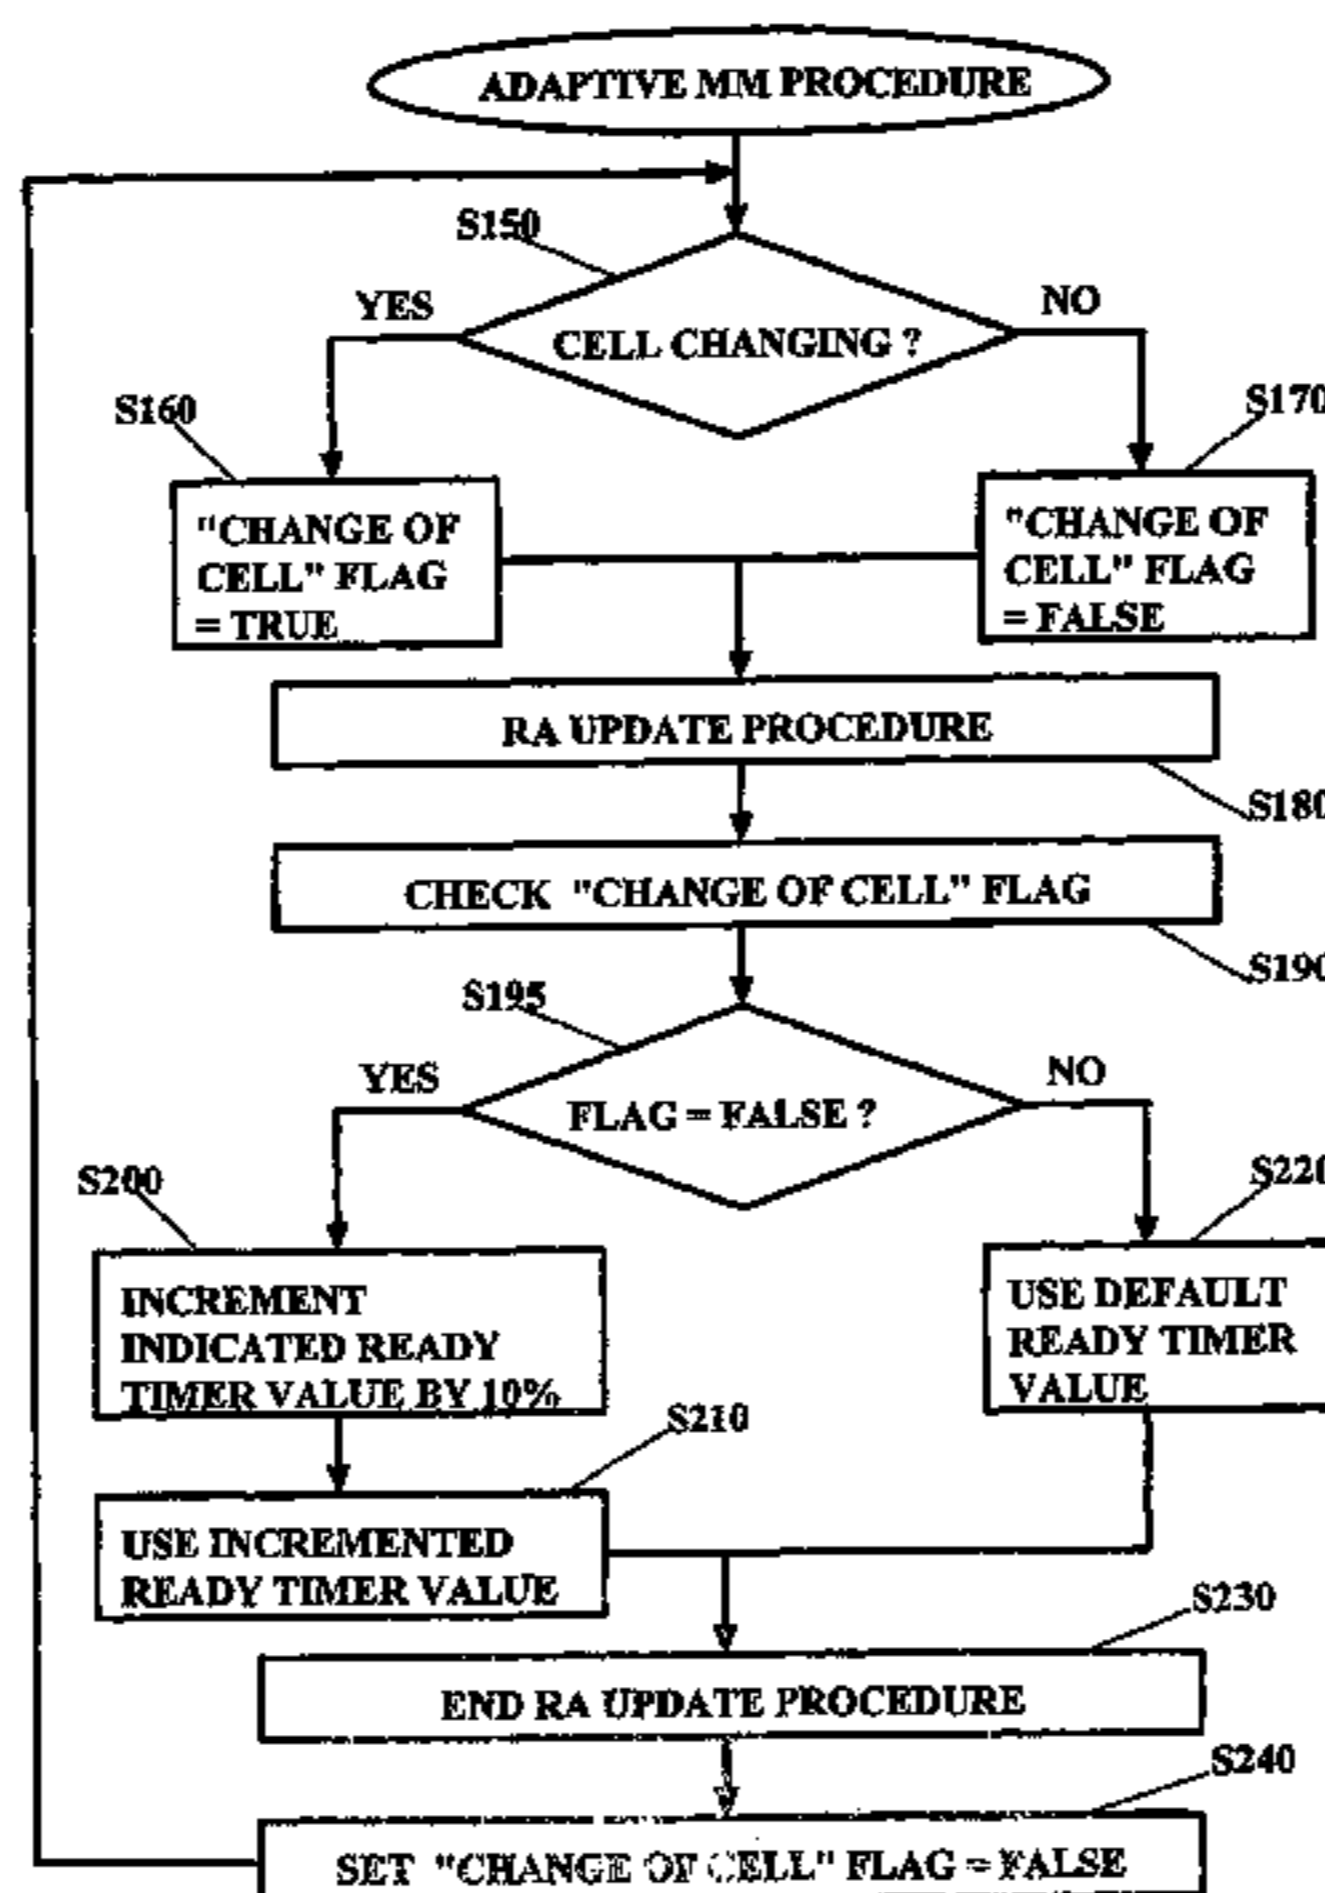 ADAPTIVE MM PROCEDURE
S150
YES
NO
CELL CHANGING ?
S160
S170
"CHANGE OF
CELL" FLAG
= TRUE
"CHANGE OF
CELL" FLAG
= FALSE
RA UPDATE PROCEDURE
S180
CHECK "CHANGE OF CELL" FLAG
S190
S195
YES
NO
FLAG = FALSE ?
S200
S220
INCREMENT
INDICATED READY
TIMER VALUE BY 10%
USE DEFAULT
READY TIMER
VALUE
S210
USE INCREMENTED
READY TIMER VALUE
S230
END RA UPDATE PROCEDURE
S240
SET "CHANGE OF CELL" FLAG = FALSE